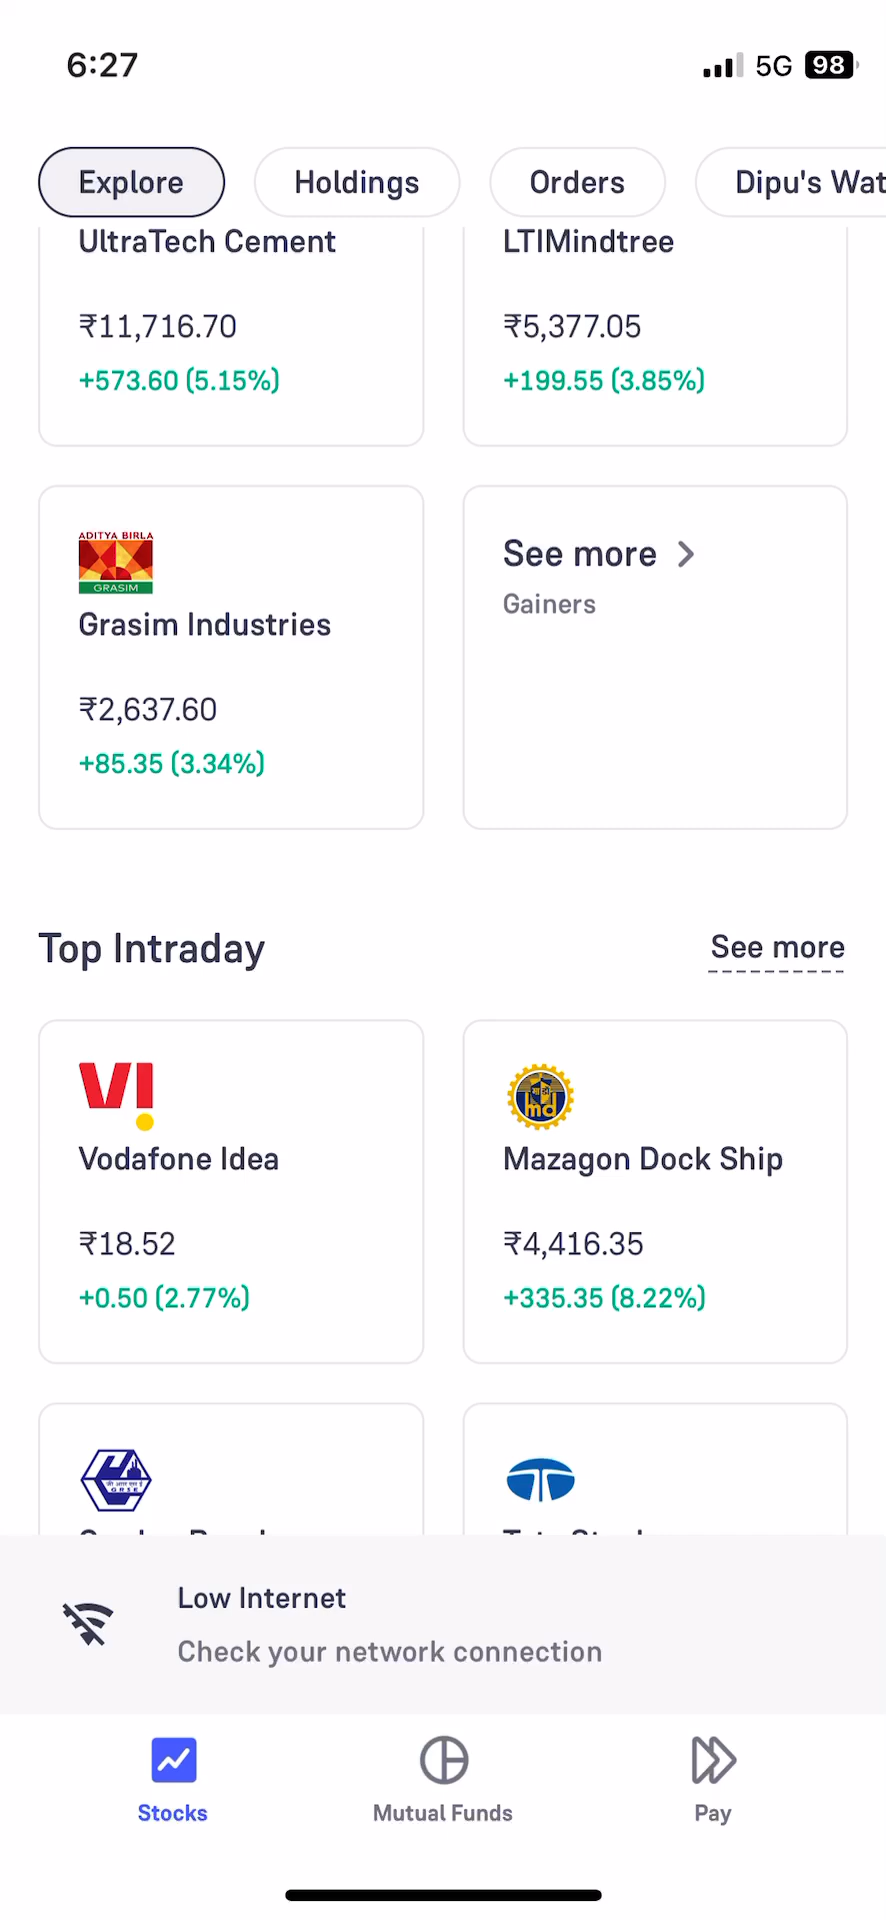 6:27
5G 98
Explore
Holdings
Orders
Dipu's Wat
UltraTech Cement
₹11,716.70
+573.60 (5.15%)
LTIMindtree
₹5,377.05
+199.55 (3.85%)
ADITYA BIRLA
GRASIM
Grasim Industries
₹2,637.60
+85.35 (3.34%)
See more
Gainers
Top Intraday
See more
VI
Vodafone Idea
₹18.52
+0.50 (2.77%)
md
Mazagon Dock Ship
₹4,416.35
+335.35 (8.22%)
GRSE
Low Internet
Check your network connection
Stocks
Mutual Funds
Pay